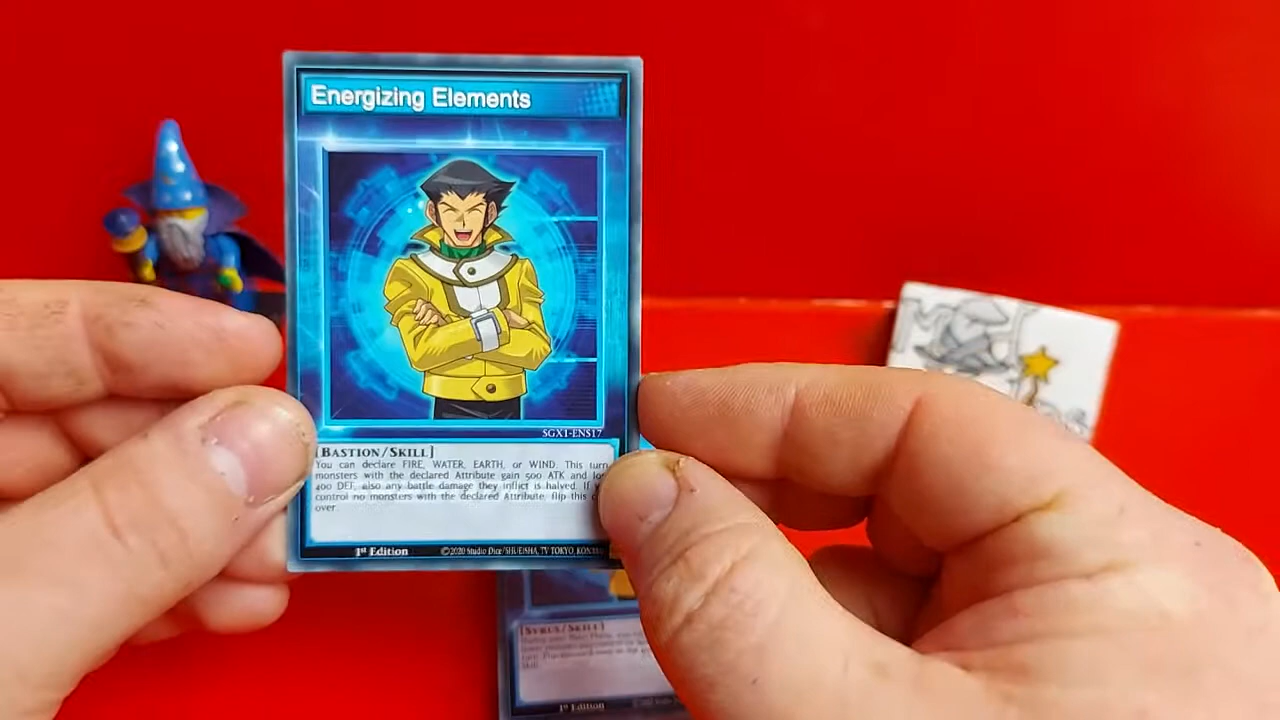 Energizing Elements
SGX1-ENS17
[BASTION/SKILL]
You can declare FIRE, WATER, EARTH, or WIND. This turn
monsters with the declared Attribute gain 500 ATK and
400 DEF, also any battle damage they inflict is halved. If
control no monsters with the declared Attribute, flip this
over.
1st Edition ©2020 Studio Dice/SHUEISHA, TV TOKYO,
[SYRUS/SKILL]
1st Edition